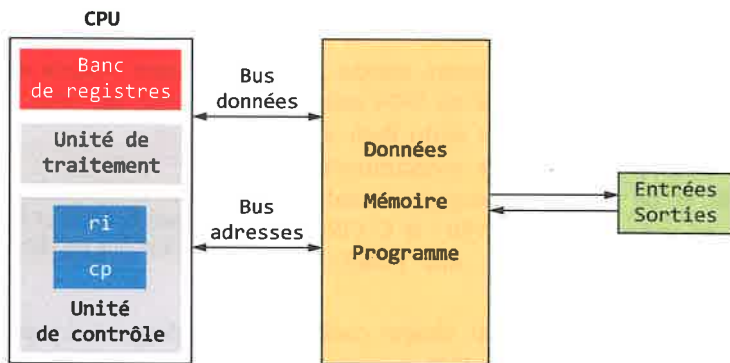 CPU
Banc
de registres
Unité de
traitement
ri
cp
Unité
de contrôle
Bus
données
Bus
adresses
Données
Mémoire
Programme
Entrées
Sorties